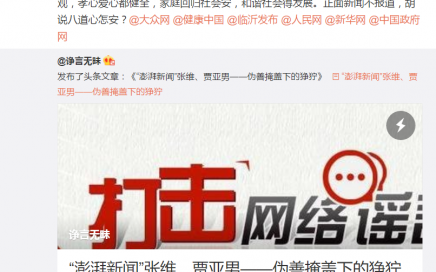 观，孝心爱心都健全，家庭回归社会安，和谐社会得发展。正面新闻不报道，胡
说八道心怎安？@大众网 @健康中国 @临沂发布 @人民网 @新华网 @中国政府
网
@诤言无昧
发布了头条文章：《“澎湃新闻”张维、贾亚男——伪善掩盖下的狰狞》 “澎湃新
闻”张维、贾亚男——伪善掩盖下的狰狞
打击
网络谣言
诤言无昧
“澎湃新闻”张维、贾亚男——伪善掩盖下的狰狞